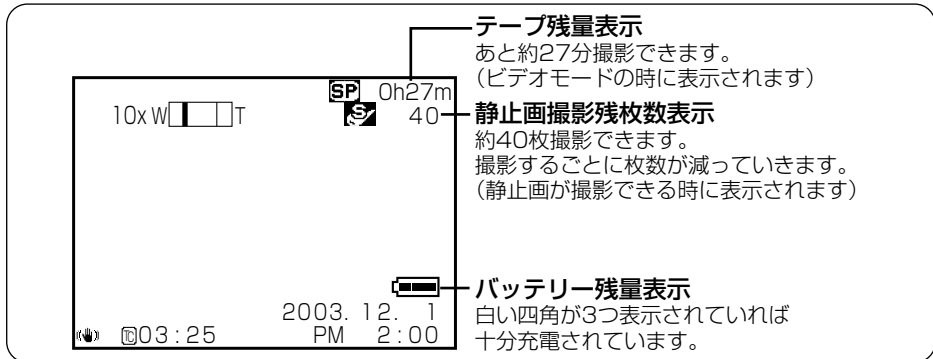 テープ残量表示
あと約27分撮影できます。
(ビデオモードの時に表示されます)
SP 0h27m
10x W T S 40
静止画撮影残枚数表示
約40枚撮影できます。
撮影するごとに枚数が減っていきます。
(静止画が撮影できる時に表示されます)
バッテリー残量表示
白い四角が3つ表示されていれば
十分充電されています。
2003. 12. 1
TC 03:25 PM 2:00